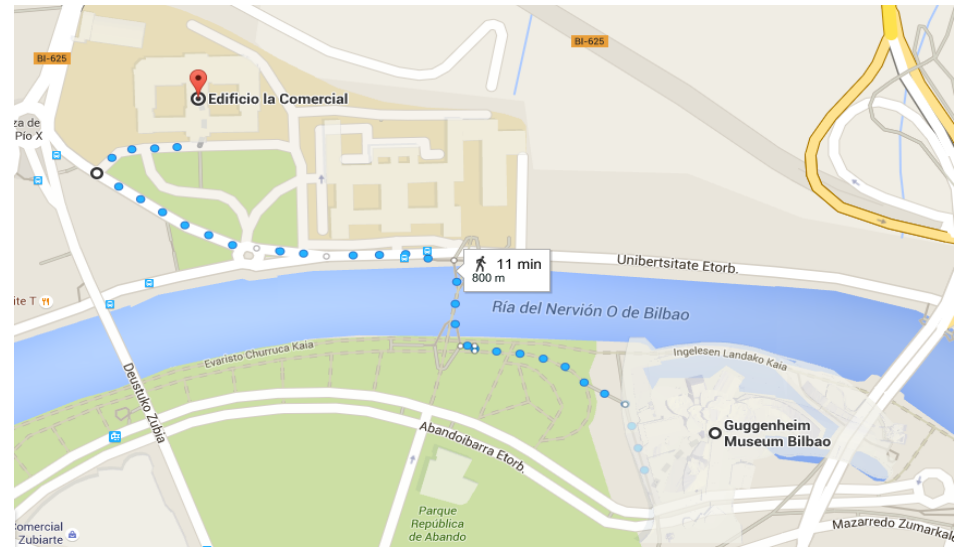 BI-625
BI-625
Edificio la Comercial
za de
Pío X
11 min
800 m
Unibertsitate Etorb.
ite T
Ría del Nervión O de Bilbao
Evaristo Churruca Kaia
Ingelesen Landako Kaia
Deustuko Zubia
Guggenheim
Museum Bilbao
Abandoibarra Etorb.
Parque
República
de Abando
omercial
Zubiarte
Mazarredo Zumarkale